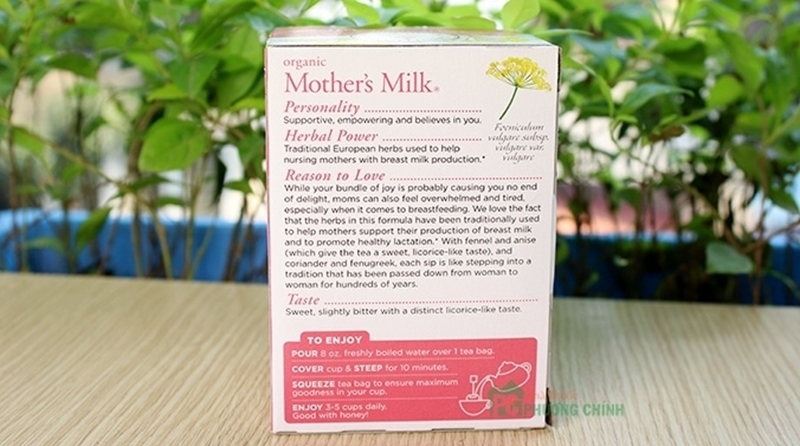 organic
Mother's Milk®
Personality
Supportive, empowering and believes in you.
Herbal Power
Traditional European herbs used to help
nursing mothers with breast milk production.*
Foeniculum
vulgare subsp.
vulgare var.
vulgare
Reason to Love
While your bundle of joy is probably causing you no end
of delight, moms can also feel overwhelmed and tired,
especially when it comes to breastfeeding. We love the fact
that the herbs in this formula have been traditionally used
to help mothers support their production of breast milk
and to promote healthy lactation.* With fennel and anise
(which give the tea a sweet, licorice-like taste), and
coriander and fenugreek, each sip is like stepping into a
tradition that has been passed down from woman to
woman for hundreds of years.
Taste
Sweet, slightly bitter with a distinct licorice-like taste.
TO ENJOY
POUR 8 oz. freshly boiled water over 1 tea bag.
COVER cup & STEEP for 10 minutes.
SQUEEZE tea bag to ensure maximum
goodness in your cup.
ENJOY 3-5 cups daily.
Good with honey!
PHƯƠNG CHÍNH